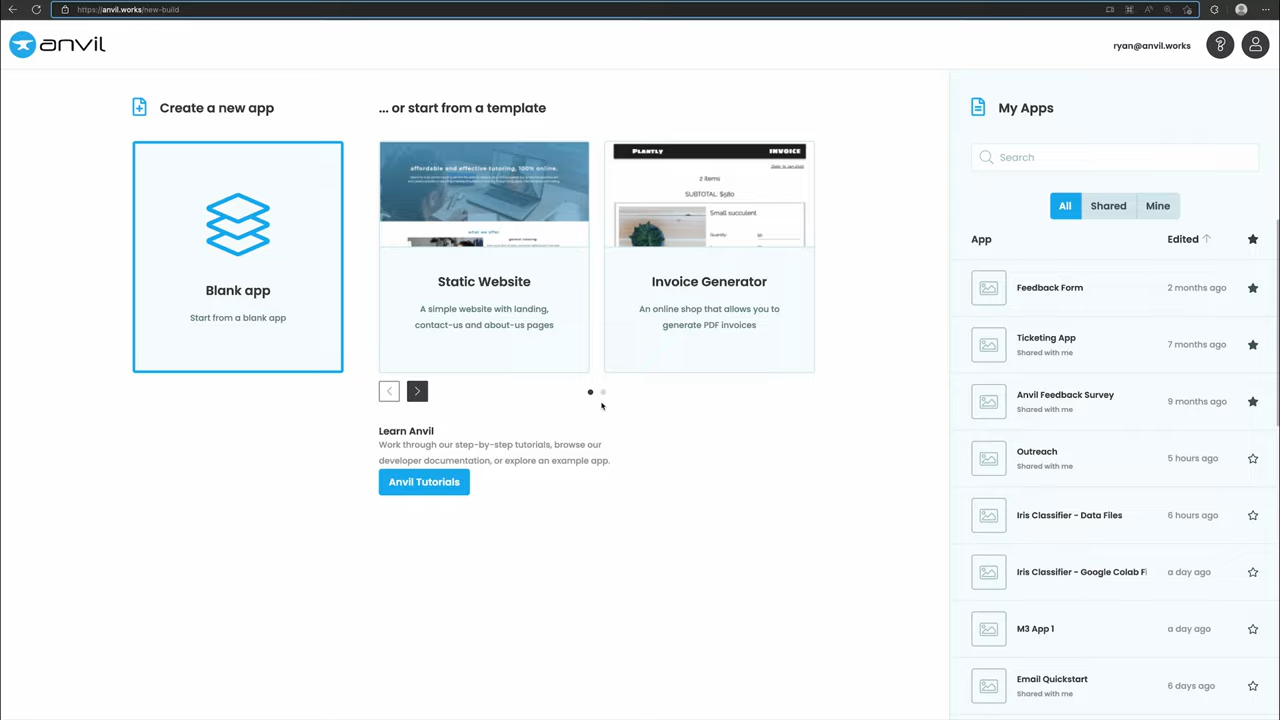 https://anvil.works/new-build
anvil
ryan@anvil.works
?
Create a new app
... or start from a template
My Apps
Search
All Shared Mine
App Edited
Blank app
Start from a blank app
affordable and effective tutoring, 100% online.
what we offer
general tutoring
Static Website
A simple website with landing,
contact-us and about-us pages
PLANTLY INVOICE
2 items
SUBTOTAL: $580
Small succulent
Quantity:
Invoice Generator
An online shop that allows you to
generate PDF invoices
Learn Anvil
Work through our step-by-step tutorials, browse our
developer documentation, or explore an example app.
Anvil Tutorials
Feedback Form 2 months ago
Ticketing App
Shared with me
7 months ago
Anvil Feedback Survey
Shared with me
9 months ago
Outreach
Shared with me
5 hours ago
Iris Classifier - Data Files 6 hours ago
Iris Classifier - Google Colab Fi a day ago
M3 App 1 a day ago
Email Quickstart
Shared with me
6 days ago